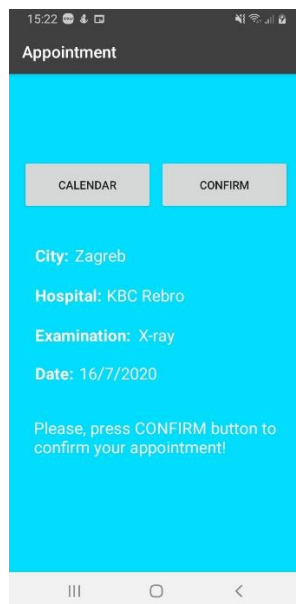 15:22
Appointment
CALENDAR CONFIRM
City: Zagreb
Hospital: KBC Rebro
Examination: X-ray
Date: 16/7/2020
Please, press CONFIRM button to
confirm your appointment!